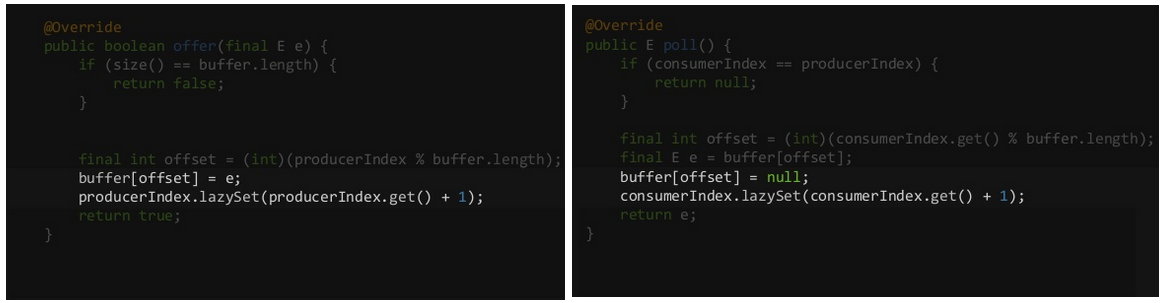 @Override
public boolean offer(final E e) {
if (size() == buffer.length) {
return false;
}
final int offset = (int)(producerIndex % buffer.length);
buffer[offset] = e;
producerIndex.lazySet(producerIndex.get() + 1);
return true;
}
@Override
public E poll() {
if (consumerIndex == producerIndex) {
return null;
}
final int offset = (int)(consumerIndex.get() % buffer.length);
final E e = buffer[offset];
buffer[offset] = null;
consumerIndex.lazySet(consumerIndex.get() + 1);
return e;
}